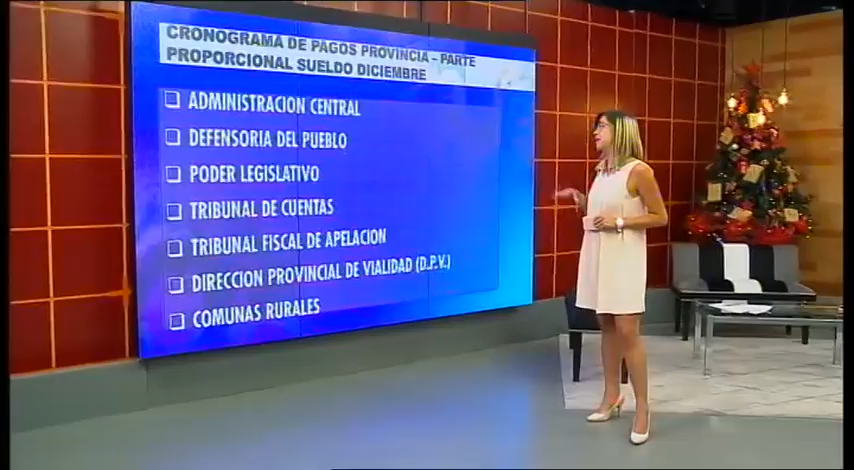 CRONOGRAMA DE PAGOS PROVINCIA – PARTE
PROPORCIONAL SUELDO DICIEMBRE
❑ ADMINISTRACION CENTRAL
❑ DEFENSORIA DEL PUEBLO
❑ PODER LEGISLATIVO
❑ TRIBUNAL DE CUENTAS
❑ TRIBUNAL FISCAL DE APELACION
❑ DIRECCION PROVINCIAL DE VIALIDAD (D.P.V.)
❑ COMUNAS RURALES